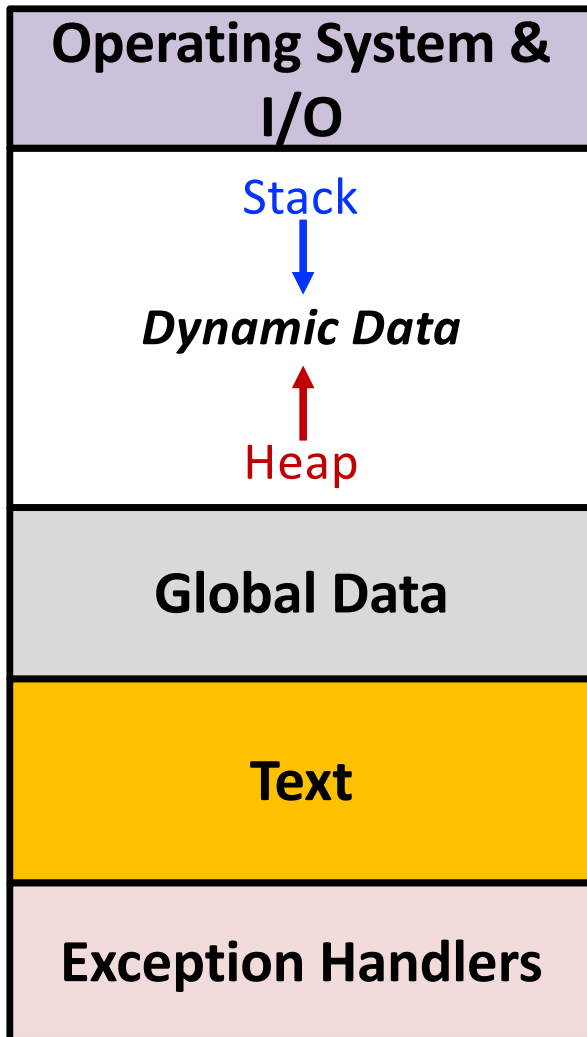 Operating System &
I/O
Stack
Dynamic Data
Heap
Global Data
Text
Exception Handlers